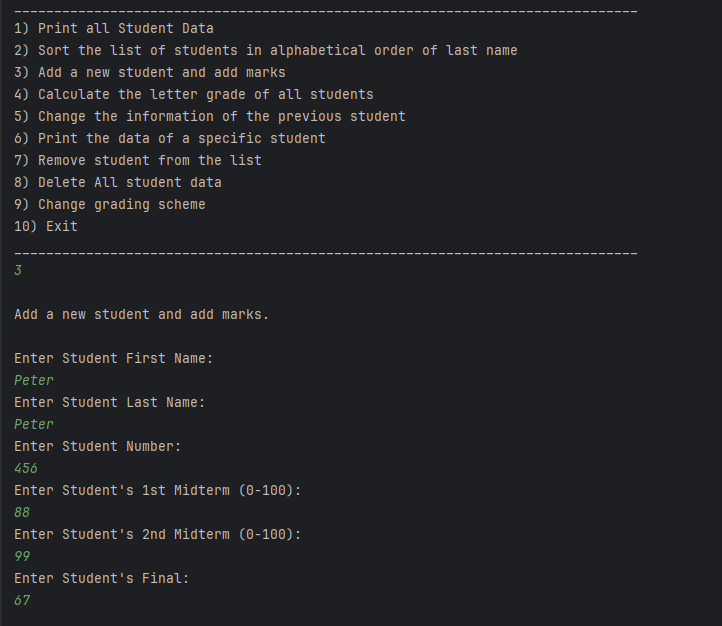 ______________________________________________________________________________
1) Print all Student Data
2) Sort the list of students in alphabetical order of last name
3) Add a new student and add marks
4) Calculate the letter grade of all students
5) Change the information of the previous student
6) Print the data of a specific student
7) Remove student from the list
8) Delete All student data
9) Change grading scheme
10) Exit
______________________________________________________________________________
3
Add a new student and add marks.
Enter Student First Name:
Peter
Enter Student Last Name:
Peter
Enter Student Number:
456
Enter Student's 1st Midterm (0-100):
88
Enter Student's 2nd Midterm (0-100):
99
Enter Student's Final:
67